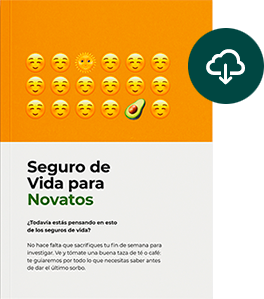 Seguro de
Vida para
Novatos
¿Todavía estás pensando en esto
de los seguros de vida?
No hace falta que sacrifiques tu fin de semana para
investigar. Ve y tómate una buena taza de té o café:
te guiaremos por todo lo que necesitas saber antes
de dar el último sorbo.